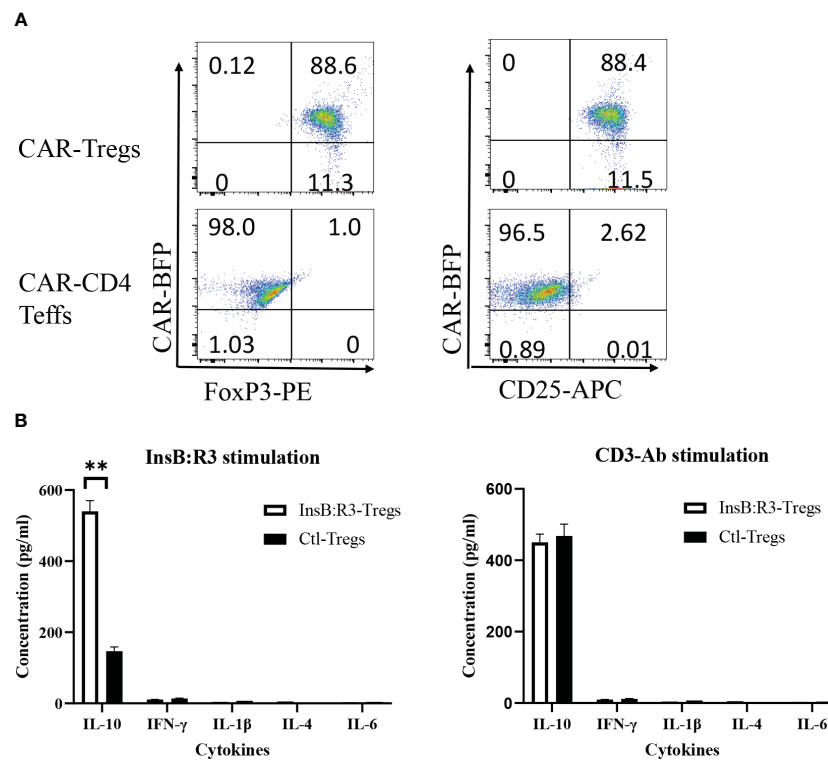 A
CAR-Tregs
CAR-CD4
Teffs
CAR-BFP
0.12 88.6
0 11.3
98.0 1.0
1.03 0
FoxP3-PE
CAR-BFP
0 88.4
0 11.5
96.5 2.62
0.89 0.01
CD25-APC
B
InsB:R3 stimulation
**
InsB:R3-Tregs
Ctl-Tregs
Concentration (pg/ml)
600
400
200
0
IL-10 IFN-γ IL-1β IL-4 IL-6
Cytokines
CD3-Ab stimulation
InsB:R3-Tregs
Ctl-Tregs
Concentration (pg/ml)
600
400
200
0
IL-10 IFN-γ IL-1β IL-4 IL-6
Cytokines